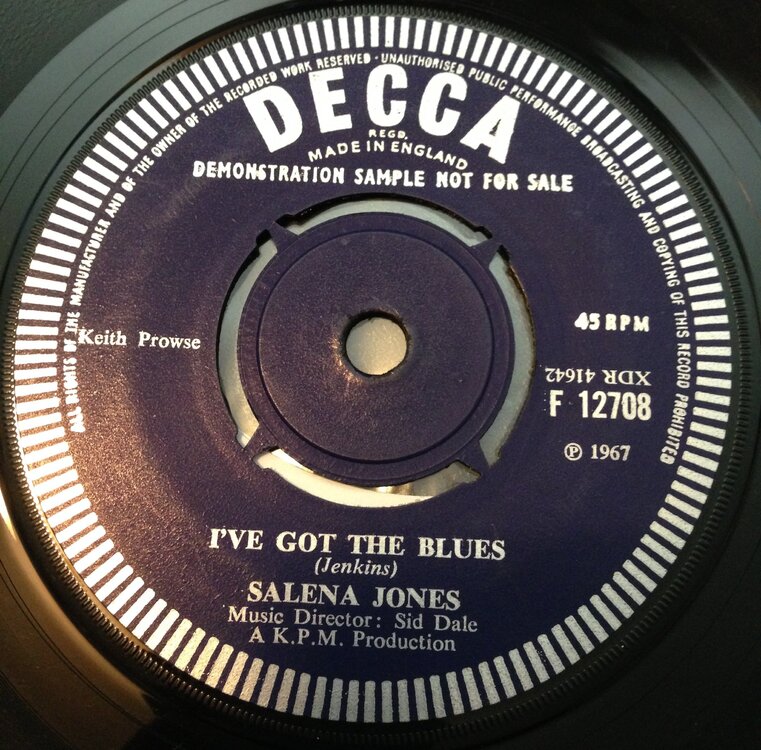 ALL RIGHTS OF THE MANUFACTURER AND OF THE OWNER OF THE RECORDED WORK RESERVED · UNAUTHORISED PUBLIC PERFORMANCE BROADCASTING AND COPYING OF THIS RECORD PROHIBITED
DECCA
REGD.
MADE IN ENGLAND
DEMONSTRATION SAMPLE NOT FOR SALE
45 RPM
Keith Prowse
XDR 41642
F 12708
℗ 1967
I'VE GOT THE BLUES
(Jenkins)
SALENA JONES
Music Director: Sid Dale
A K.P.M. Production